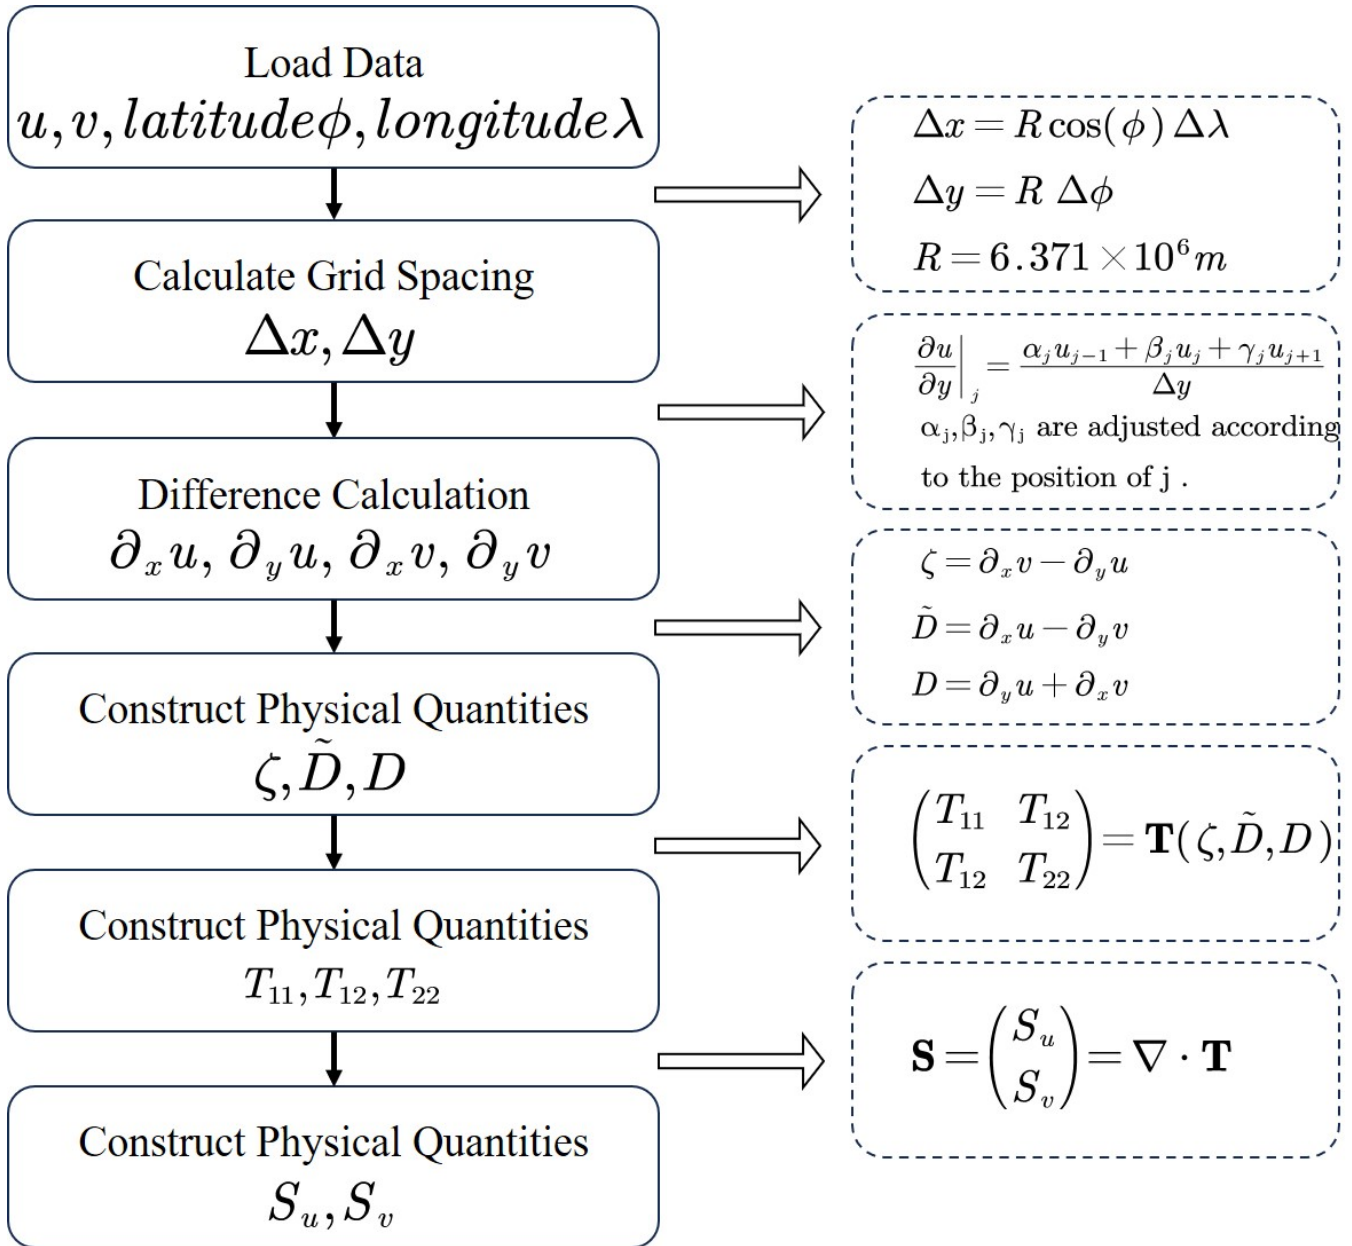 Load Data
u, v, latitudeϕ, longitudeλ
Δx = R cos(ϕ) Δλ
Δy = R Δϕ
R = 6.371 × 10⁶ m
Calculate Grid Spacing
Δx, Δy
∂u/∂y|ⱼ = (αⱼuⱼ₋₁ + βⱼuⱼ + γⱼuⱼ₊₁)/Δy
αⱼ,βⱼ,γⱼ are adjusted according
to the position of j .
Difference Calculation
∂ₓu, ∂ᵧu, ∂ₓv, ∂ᵧv
ζ = ∂ₓv − ∂ᵧu
D̃ = ∂ₓu − ∂ᵧv
D = ∂ᵧu + ∂ₓv
Construct Physical Quantities
ζ, D̃, D
(T₁₁ T₁₂
T₁₂ T₂₂) = T(ζ, D̃, D)
Construct Physical Quantities
T₁₁, T₁₂, T₂₂
S = (Sᵤ
Sᵥ) = ∇ · T
Construct Physical Quantities
Sᵤ, Sᵥ